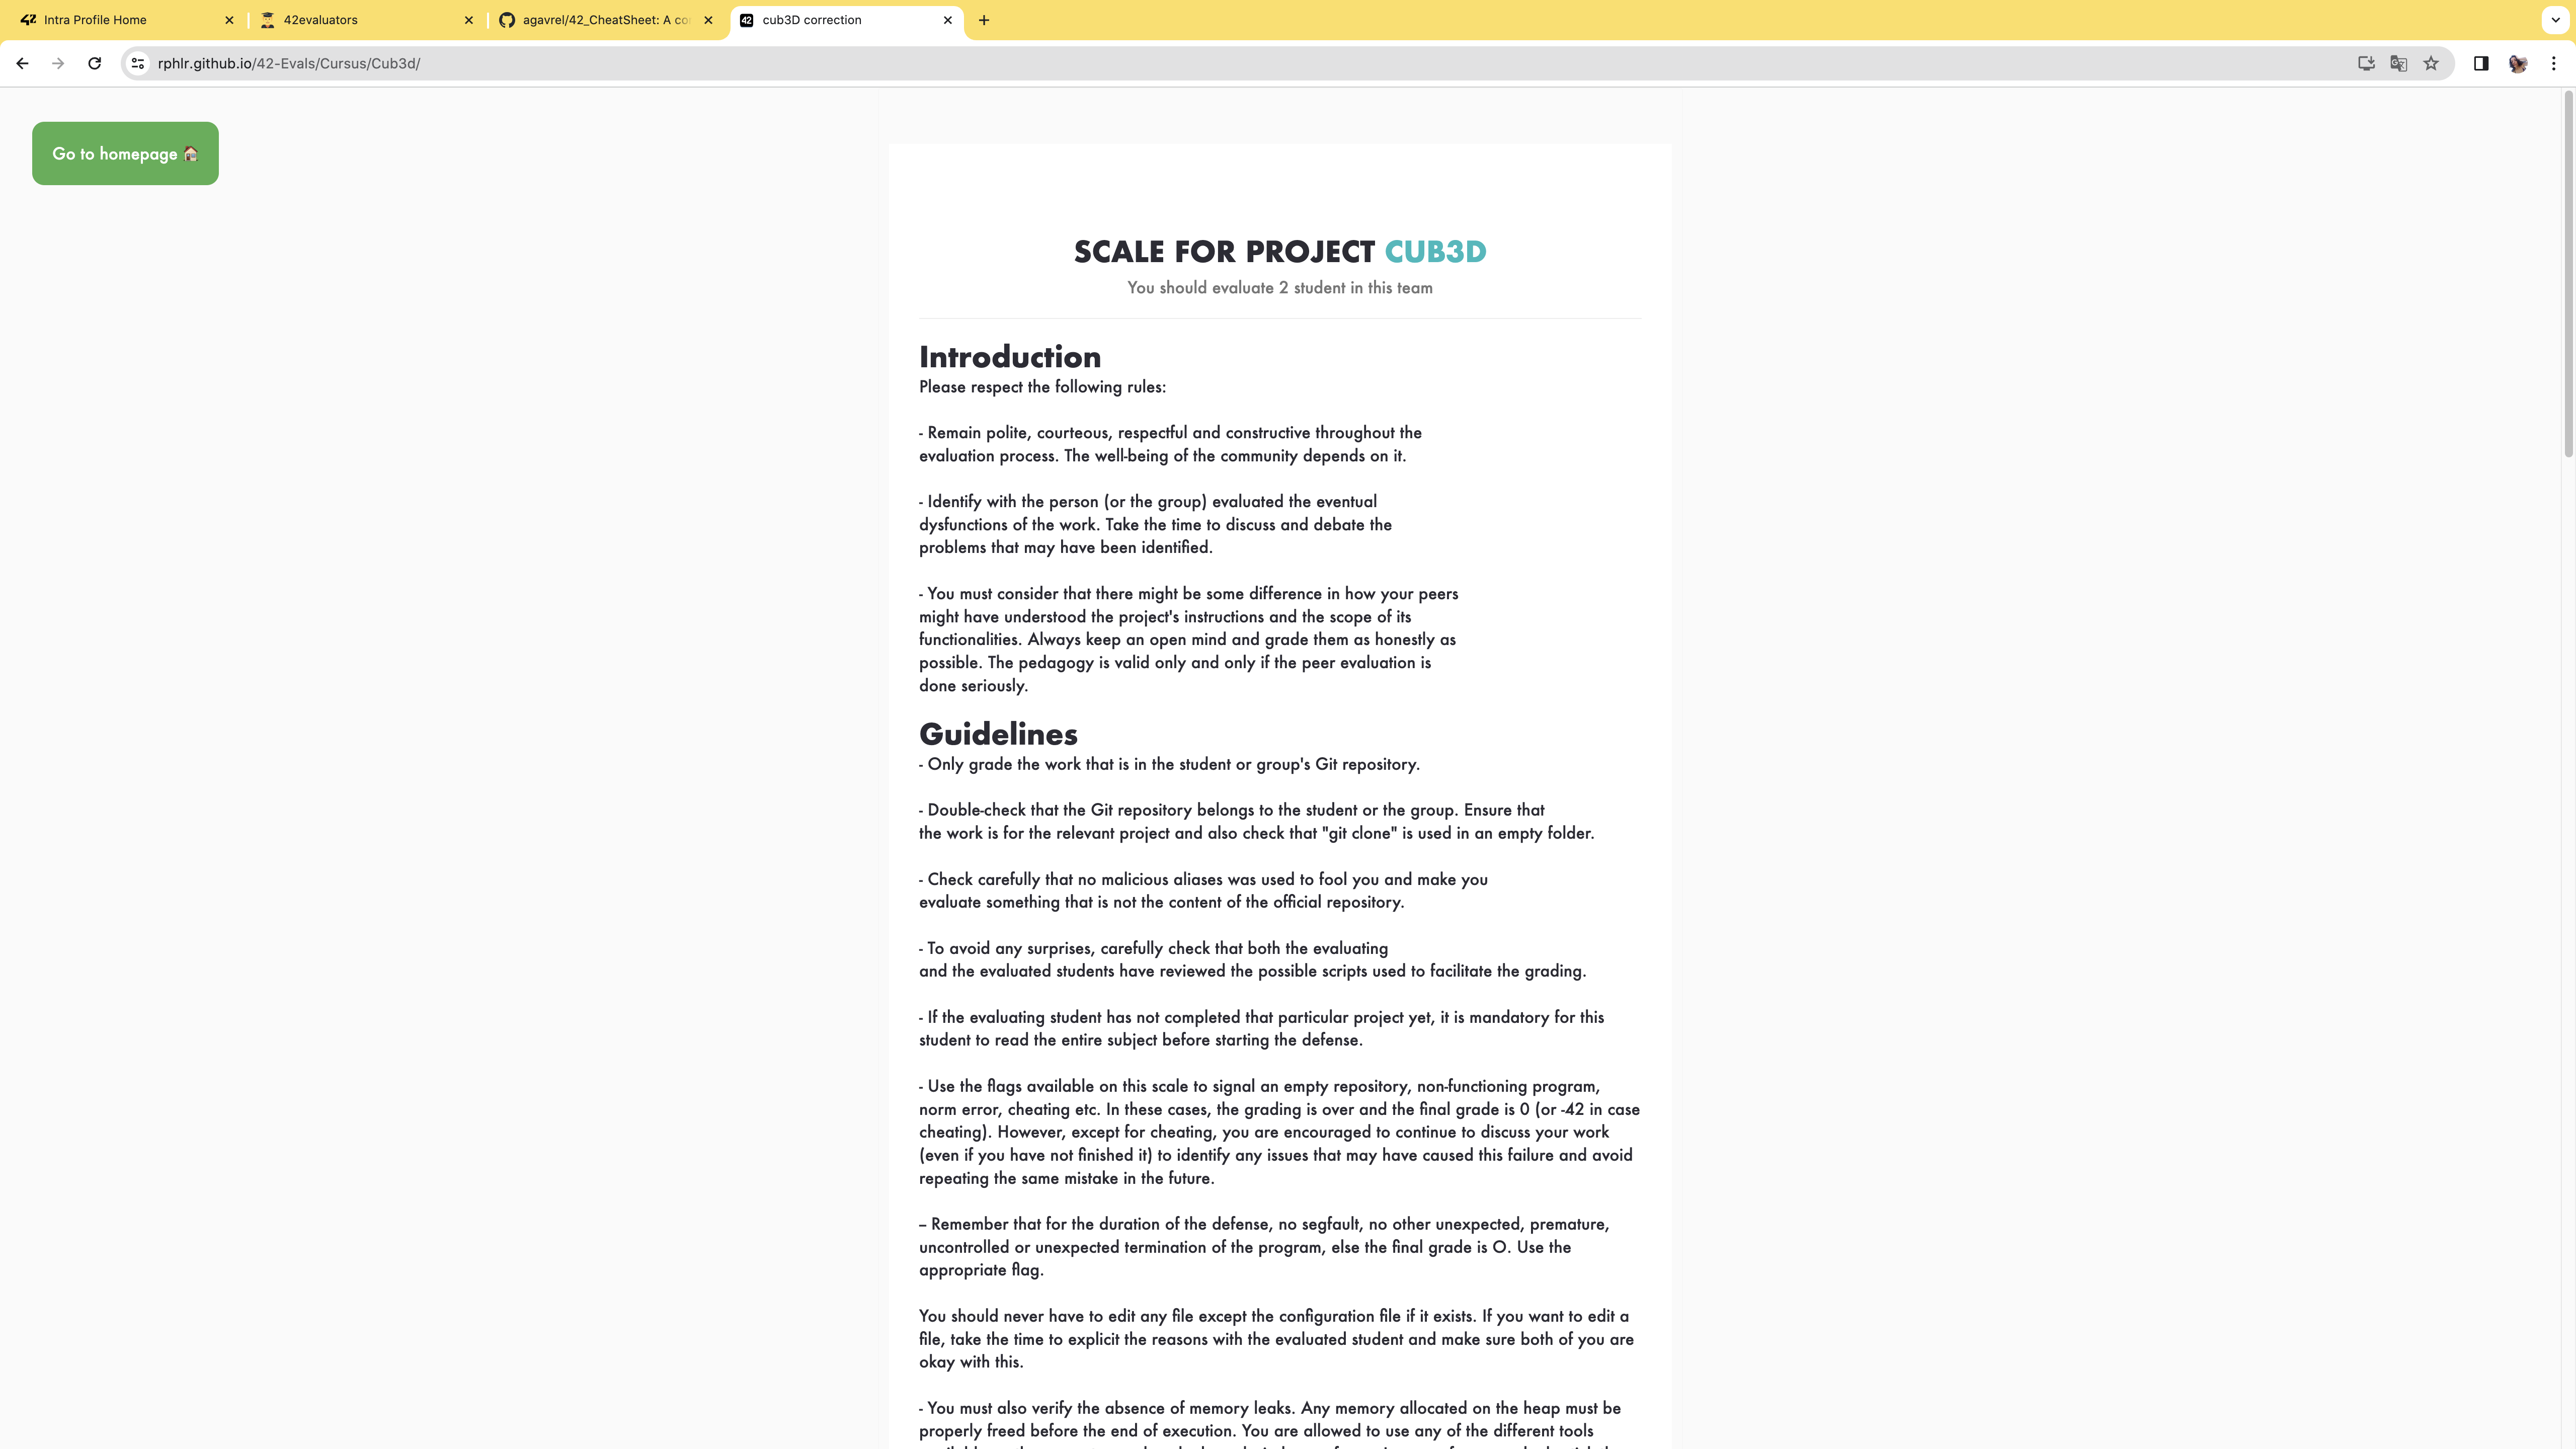 Intra Profile Home
42evaluators
agavrel/42_CheatSheet: A co
42
cub3D correction
rphlr.github.io/42-Evals/Cursus/Cub3d/
Go to homepage
SCALE FOR PROJECT CUB3D
You should evaluate 2 student in this team
Introduction
Please respect the following rules:
- Remain polite, courteous, respectful and constructive throughout the
evaluation process. The well-being of the community depends on it.
- Identify with the person (or the group) evaluated the eventual
dysfunctions of the work. Take the time to discuss and debate the
problems that may have been identified.
- You must consider that there might be some difference in how your peers
might have understood the project's instructions and the scope of its
functionalities. Always keep an open mind and grade them as honestly as
possible. The pedagogy is valid only and only if the peer evaluation is
done seriously.
Guidelines
- Only grade the work that is in the student or group's Git repository.
- Double-check that the Git repository belongs to the student or the group. Ensure that
the work is for the relevant project and also check that "git clone" is used in an empty folder.
- Check carefully that no malicious aliases was used to fool you and make you
evaluate something that is not the content of the official repository.
- To avoid any surprises, carefully check that both the evaluating
and the evaluated students have reviewed the possible scripts used to facilitate the grading.
- If the evaluating student has not completed that particular project yet, it is mandatory for this
student to read the entire subject before starting the defense.
- Use the flags available on this scale to signal an empty repository, non-functioning program,
norm error, cheating etc. In these cases, the grading is over and the final grade is 0 (or -42 in case
cheating). However, except for cheating, you are encouraged to continue to discuss your work
(even if you have not finished it) to identify any issues that may have caused this failure and avoid
repeating the same mistake in the future.
– Remember that for the duration of the defense, no segfault, no other unexpected, premature,
uncontrolled or unexpected termination of the program, else the final grade is O. Use the
appropriate flag.
You should never have to edit any file except the configuration file if it exists. If you want to edit a
file, take the time to explicit the reasons with the evaluated student and make sure both of you are
okay with this.
- You must also verify the absence of memory leaks. Any memory allocated on the heap must be
properly freed before the end of execution. You are allowed to use any of the different tools